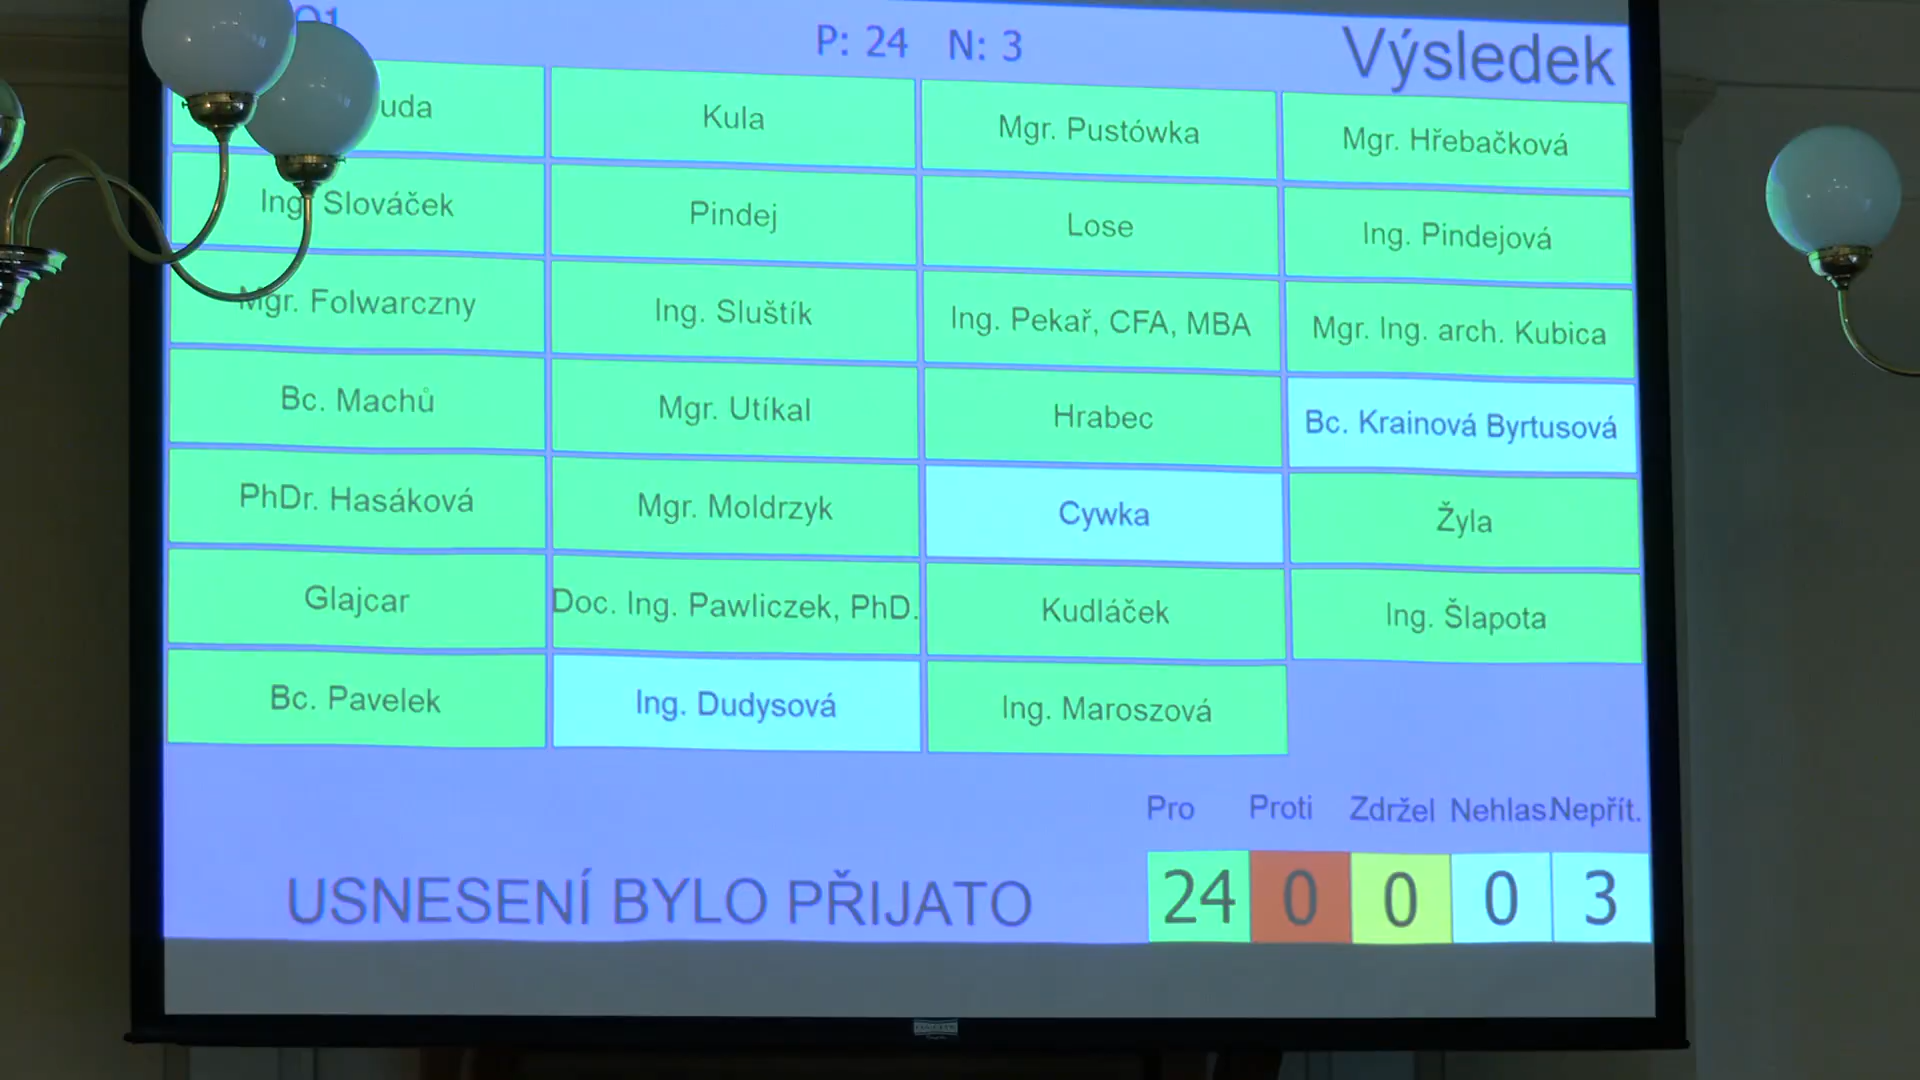 P: 24 N: 3
Výsledek
Kula
Mgr. Pustówka
Mgr. Hřebačková
Ing. Slováček
Pindej
Lose
Ing. Pindejová
Mgr. Folwarczny
Ing. Sluštík
Ing. Pekař, CFA, MBA
Mgr. Ing. arch. Kubica
Bc. Machů
Mgr. Utíkal
Hrabec
Bc. Krainová Byrtusová
PhDr. Hasáková
Mgr. Moldrzyk
Cywka
Žyla
Glajcar
Doc. Ing. Pawliczek, PhD.
Kudláček
Ing. Šlapota
Bc. Pavelek
Ing. Dudysová
Ing. Maroszová
Pro Proti Zdržel Nehlas. Nepřít.
USNESENÍ BYLO PŘIJATO 24 0 0 0 3